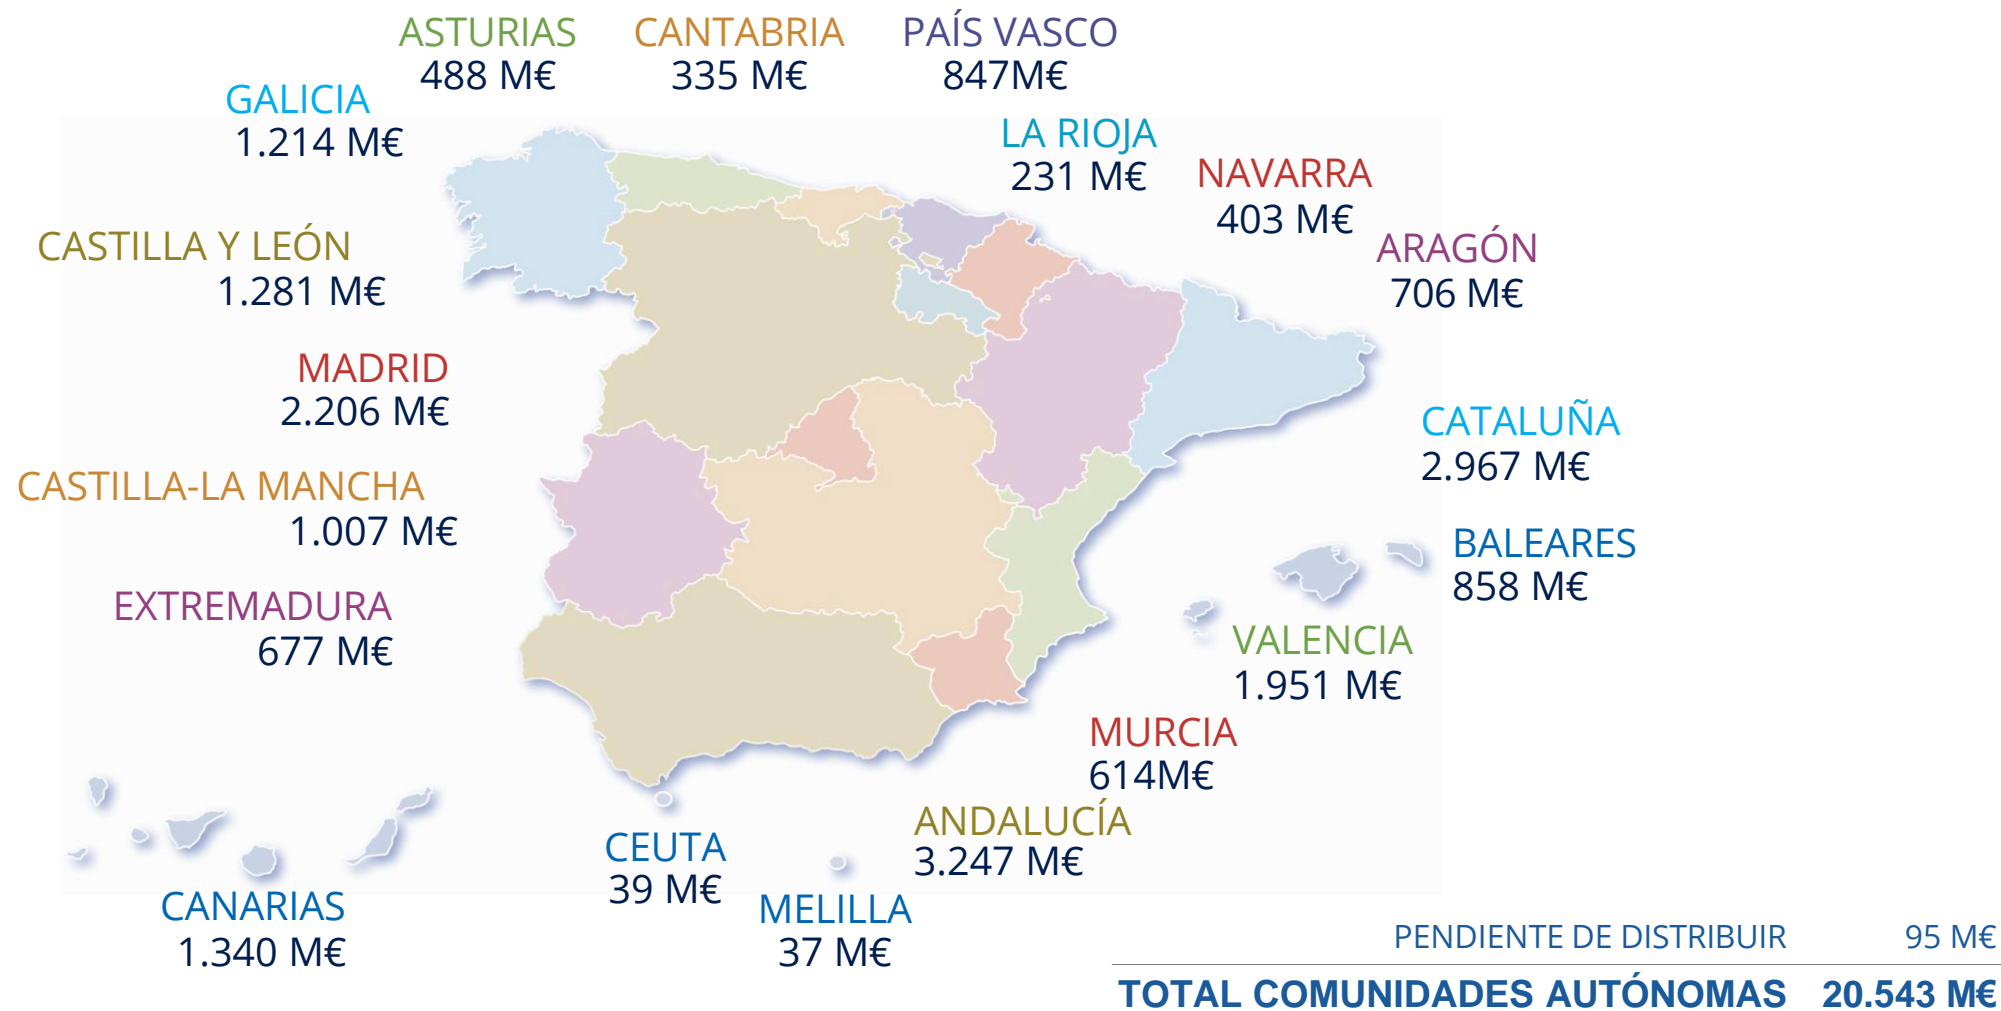 ASTURIAS
488 M€
CANTABRIA
335 M€
PAÍS VASCO
847M€
GALICIA
1.214 M€
LA RIOJA
231 M€
NAVARRA
403 M€
CASTILLA Y LEÓN
1.281 M€
ARAGÓN
706 M€
MADRID
2.206 M€
CATALUÑA
2.967 M€
CASTILLA-LA MANCHA
1.007 M€
BALEARES
858 M€
EXTREMADURA
677 M€
VALENCIA
1.951 M€
MURCIA
614M€
ANDALUCÍA
3.247 M€
CEUTA
39 M€
MELILLA
37 M€
CANARIAS
1.340 M€
PENDIENTE DE DISTRIBUIR 95 M€
TOTAL COMUNIDADES AUTÓNOMAS 20.543 M€